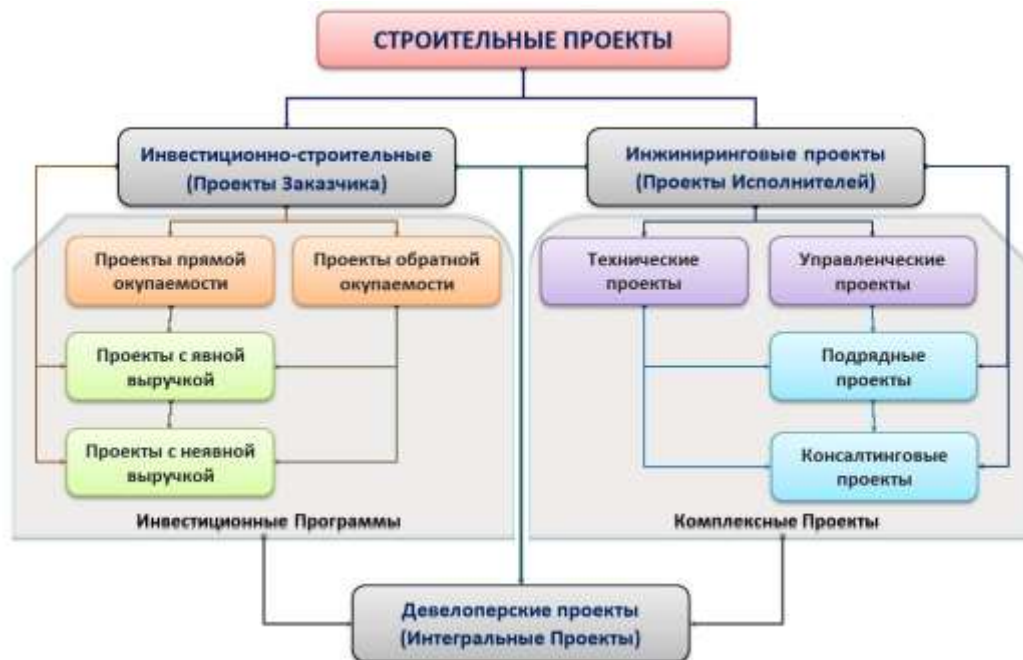 СТРОИТЕЛЬНЫЕ ПРОЕКТЫ
Инвестиционно-строительные
(Проекты Заказчика)
Инжиниринговые проекты
(Проекты Исполнителей)
Проекты прямой
окупаемости
Проекты обратной
окупаемости
Технические
проекты
Управленческие
проекты
Проекты с явной
выручкой
Подрядные
проекты
Проекты с неявной
выручкой
Консалтинговые
проекты
Инвестиционные Программы
Комплексные Проекты
Девелоперские проекты
(Интегральные Проекты)